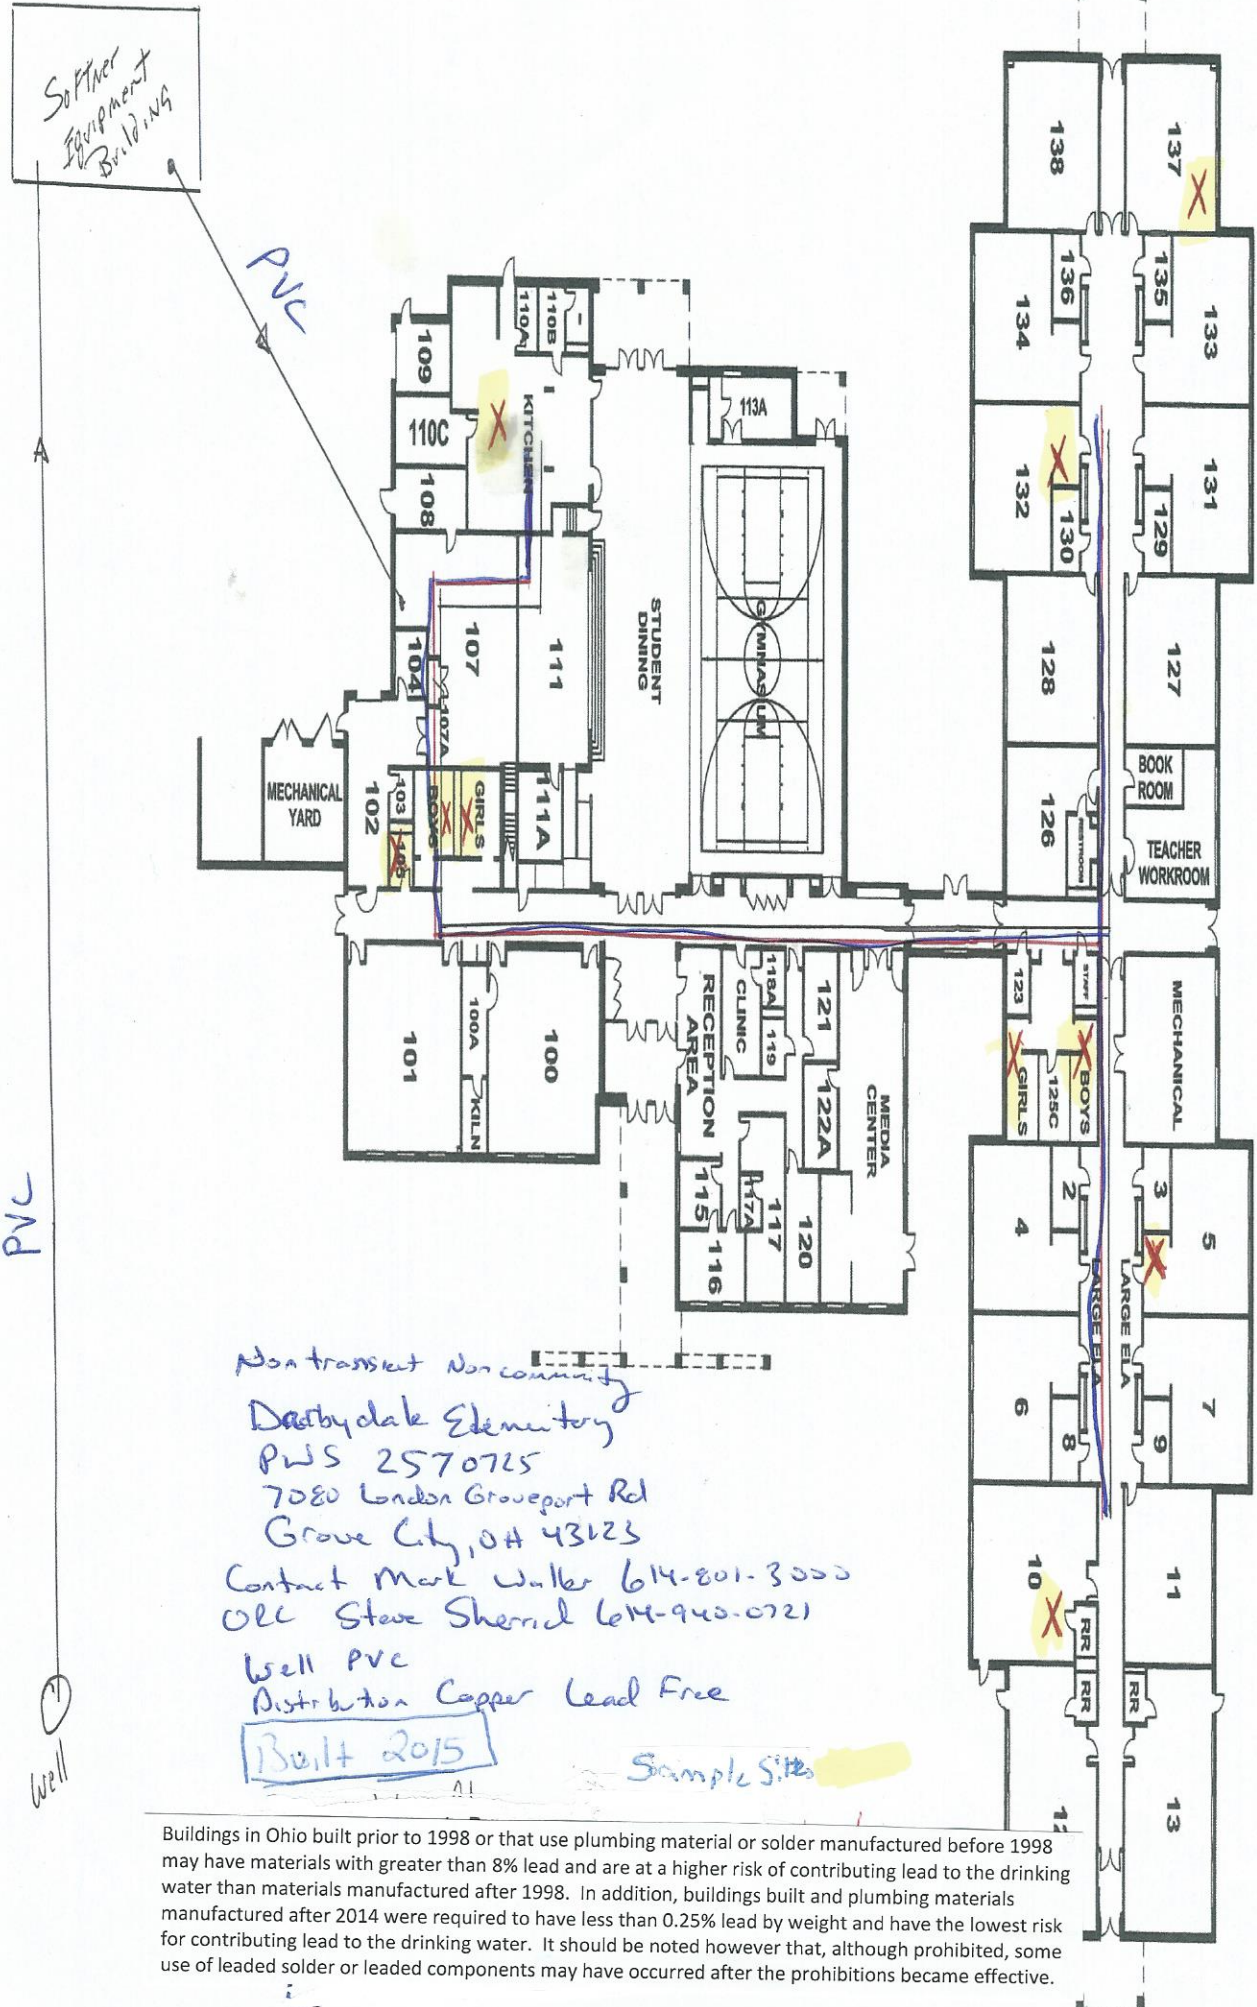 Softner
Equipment
Building
PVC
PVC
Well
138
137
136
135
134
133
132
131
130
129
128
127
126
RESTROOM
BOOK
ROOM
TEACHER
WORKROOM
109
110A
110B
110C
108
KITCHEN
113A
GYMNASIUM
STUDENT
DINING
107
111
104
107A
111A
MECHANICAL
YARD
102
103
105
BOYS
GIRLS
101
100A
KILN
100
RECEPTION
AREA
CLINIC
118A
119
121
122A
MEDIA
CENTER
115
116
117A
117
120
123
STAFF
GIRLS
125C
BOYS
MECHANICAL
2
3
4
5
LARGE ELA
LARGE ELA
6
7
8
9
10
11
RR
RR
RR
12
13
Nontransient Noncommunity
Darbydale Elementory
PWS 2570725
7080 London Groveport Rd
Grove City, OH 43123
Contact Mark Waller 614-801-3000
ORC Steve Sherrid 614-940-0721
Well PVC
Distribution Copper Lead Free
Built 2015
Sample Sites
Buildings in Ohio built prior to 1998 or that use plumbing material or solder manufactured before 1998
may have materials with greater than 8% lead and are at a higher risk of contributing lead to the drinking
water than materials manufactured after 1998. In addition, buildings built and plumbing materials
manufactured after 2014 were required to have less than 0.25% lead by weight and have the lowest risk
for contributing lead to the drinking water. It should be noted however that, although prohibited, some
use of leaded solder or leaded components may have occurred after the prohibitions became effective.